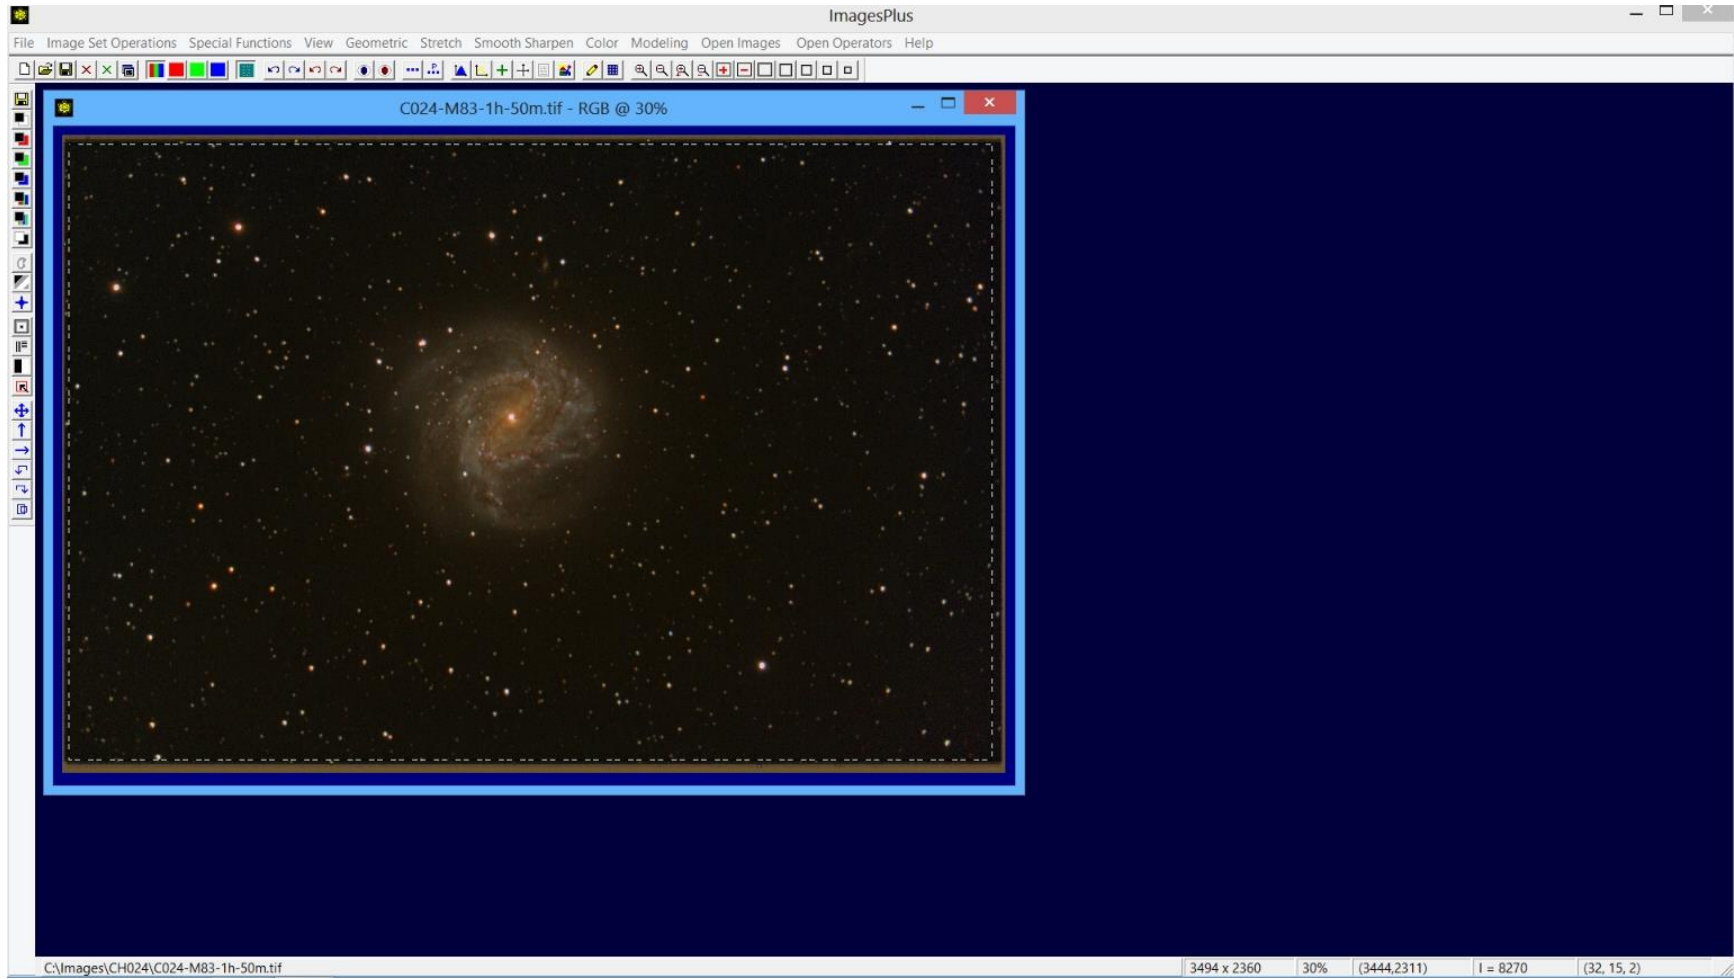 ImagesPlus
File Image Set Operations Special Functions View Geometric Stretch Smooth Sharpen Color Modeling Open Images Open Operators Help
C024-M83-1h-50m.tif - RGB @ 30%
C:\Images\CH024\C024-M83-1h-50m.tif 3494 x 2360 30% (3444,2311) I = 8270 (32, 15, 2)